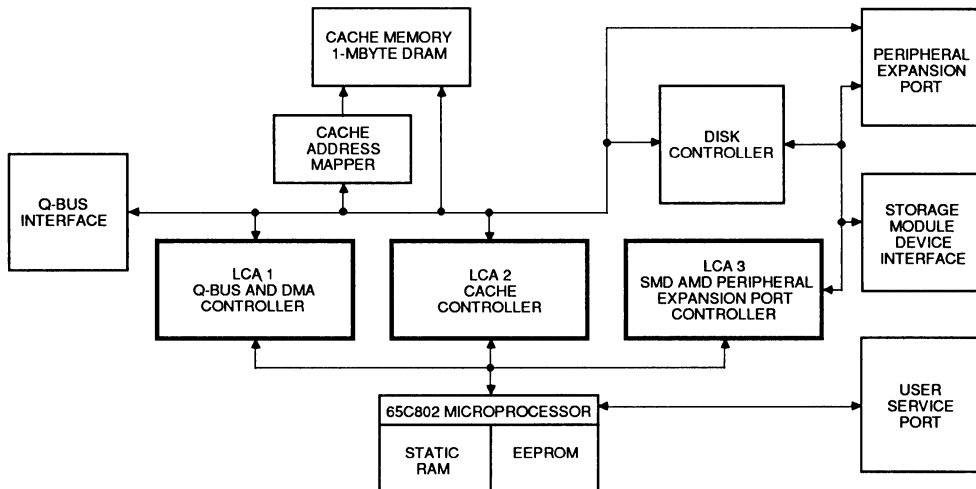 CACHE MEMORY
1-MBYTE DRAM
PERIPHERAL
EXPANSION
PORT
CACHE
ADDRESS
MAPPER
DISK
CONTROLLER
Q-BUS
INTERFACE
STORAGE
MODULE
DEVICE
INTERFACE
LCA 1
Q-BUS AND DMA
CONTROLLER
LCA 2
CACHE
CONTROLLER
LCA 3
SMD AMD PERIPHERAL
EXPANSION PORT
CONTROLLER
65C802 MICROPROCESSOR
STATIC
RAM
EEPROM
USER
SERVICE
PORT